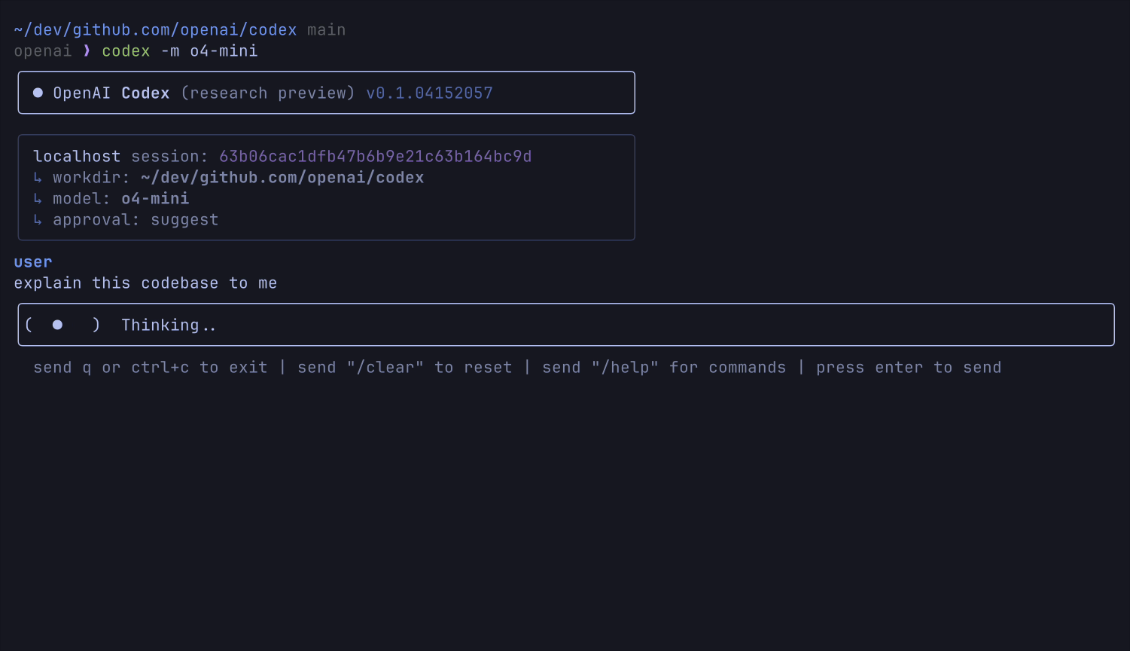 ~/dev/github.com/openai/codex main
openai ❯ codex -m o4-mini
● OpenAI Codex (research preview) v0.1.04152057
localhost session: 63b06cac1dfb47b6b9e21c63b164bc9d
↳ workdir: ~/dev/github.com/openai/codex
↳ model: o4-mini
↳ approval: suggest
user
explain this codebase to me
( ● ) Thinking..
send q or ctrl+c to exit | send "/clear" to reset | send "/help" for commands | press enter to send